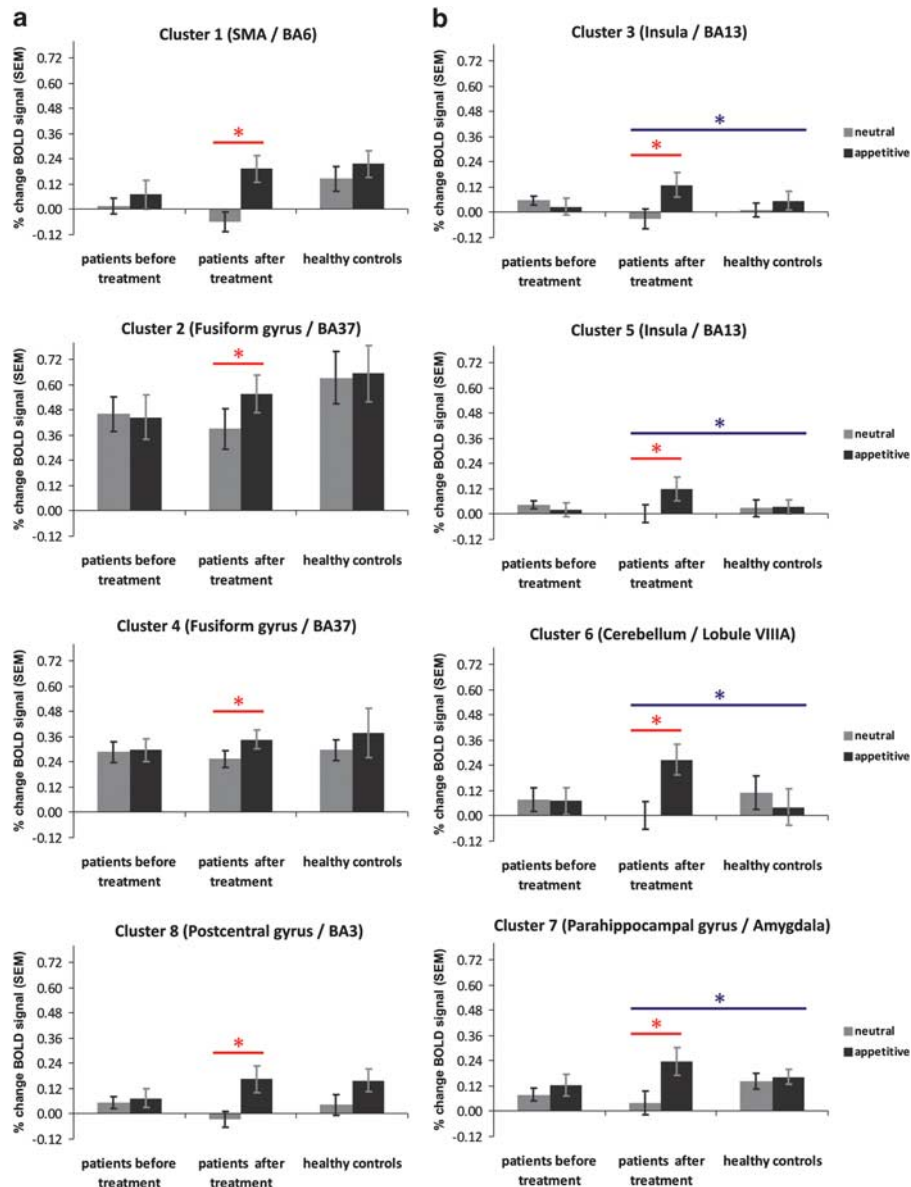 a
Cluster 1 (SMA / BA6)
% change BOLD signal (SEM)
0.72
0.60
0.48
0.36
0.24
0.12
0.00
-0.12
*
patients before treatment
patients after treatment
healthy controls
Cluster 2 (Fusiform gyrus / BA37)
% change BOLD signal (SEM)
0.72
0.60
0.48
0.36
0.24
0.12
0.00
-0.12
*
patients before treatment
patients after treatment
healthy controls
Cluster 4 (Fusiform gyrus / BA37)
% change BOLD signal (SEM)
0.72
0.60
0.48
0.36
0.24
0.12
0.00
-0.12
*
patients before treatment
patients after treatment
healthy controls
Cluster 8 (Postcentral gyrus / BA3)
% change BOLD signal (SEM)
0.72
0.60
0.48
0.36
0.24
0.12
0.00
-0.12
*
patients before treatment
patients after treatment
healthy controls
b
Cluster 3 (Insula / BA13)
% change BOLD signal (SEM)
0.72
0.60
0.48
0.36
0.24
0.12
0.00
-0.12
*
*
neutral
appetitive
patients before treatment
patients after treatment
healthy controls
Cluster 5 (Insula / BA13)
% change BOLD signal (SEM)
0.72
0.60
0.48
0.36
0.24
0.12
0.00
-0.12
*
*
neutral
appetitive
patients before treatment
patients after treatment
healthy controls
Cluster 6 (Cerebellum / Lobule VIIIA)
% change BOLD signal (SEM)
0.72
0.60
0.48
0.36
0.24
0.12
0.00
-0.12
*
*
neutral
appetitive
patients before treatment
patients after treatment
healthy controls
Cluster 7 (Parahippocampal gyrus / Amygdala)
% change BOLD signal (SEM)
0.72
0.60
0.48
0.36
0.24
0.12
0.00
-0.12
*
*
neutral
appetitive
patients before treatment
patients after treatment
healthy controls